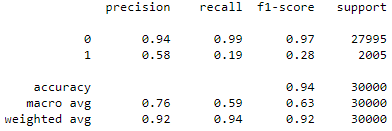 precision recall f1-score support
0 0.94 0.99 0.97 27995
1 0.58 0.19 0.28 2005
accuracy 0.94 30000
macro avg 0.76 0.59 0.63 30000
weighted avg 0.92 0.94 0.92 30000